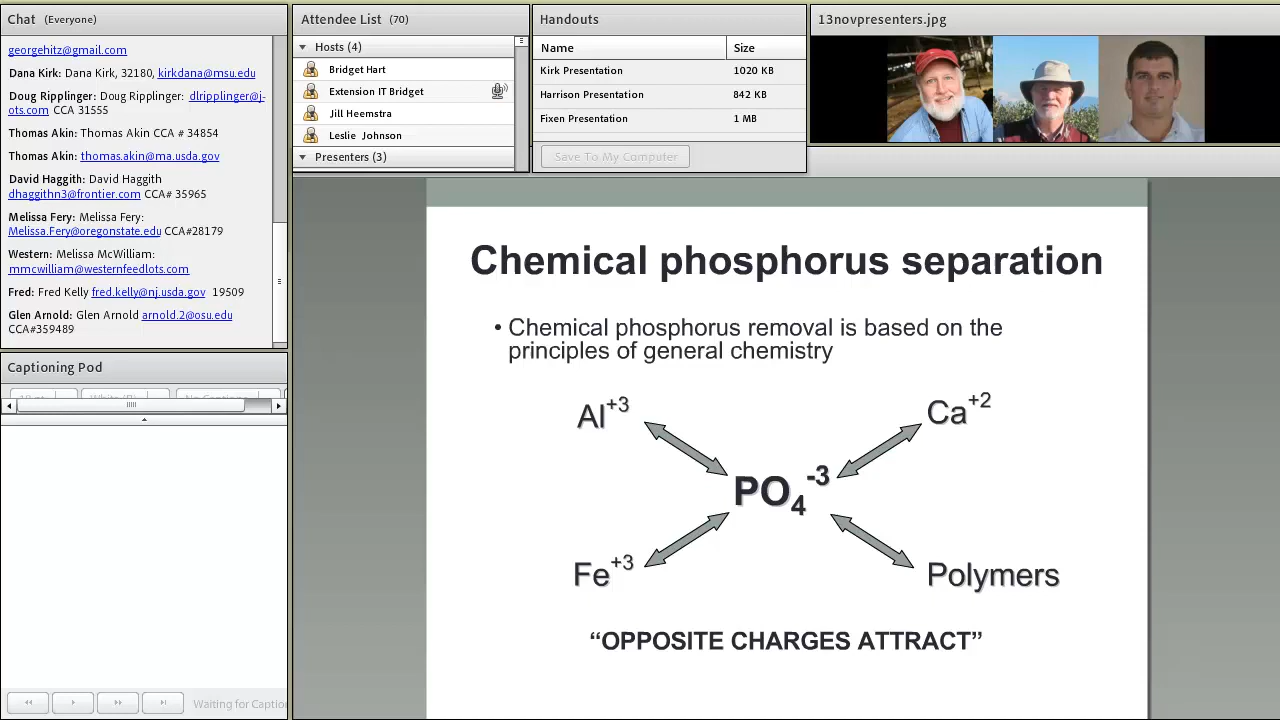 Chat (Everyone)
georgehitz@gmail.com
Dana Kirk: Dana Kirk, 32180, kirkdana@msu.edu
Doug Ripplinger: Doug Ripplinger: dlripplinger@j-
ots.com CCA 31555
Thomas Akin: Thomas Akin CCA # 34854
Thomas Akin: thomas.akin@ma.usda.gov
David Haggith: David Haggith
dhaggithn3@frontier.com CCA# 35965
Melissa Fery: Melissa Fery:
Melissa.Fery@oregonstate.edu CCA#28179
Western: Melissa McWilliam:
mmcwilliam@westernfeedlots.com
Fred: Fred Kelly fred.kelly@nj.usda.gov 19509
Glen Arnold: Glen Arnold arnold.2@osu.edu
CCA#359489
Captioning Pod
Waiting for Captio
Attendee List (70)
Hosts (4)
Bridget Hart
Extension IT Bridget
Jill Heemstra
Leslie Johnson
Presenters (3)
Handouts
Name Size
Kirk Presentation 1020 KB
Harrison Presentation 842 KB
Fixen Presentation 1 MB
Save To My Computer
13novpresenters.jpg
Chemical phosphorus separation
• Chemical phosphorus removal is based on the
principles of general chemistry
Al+3 Ca+2
PO4-3
Fe+3 Polymers
“OPPOSITE CHARGES ATTRACT”